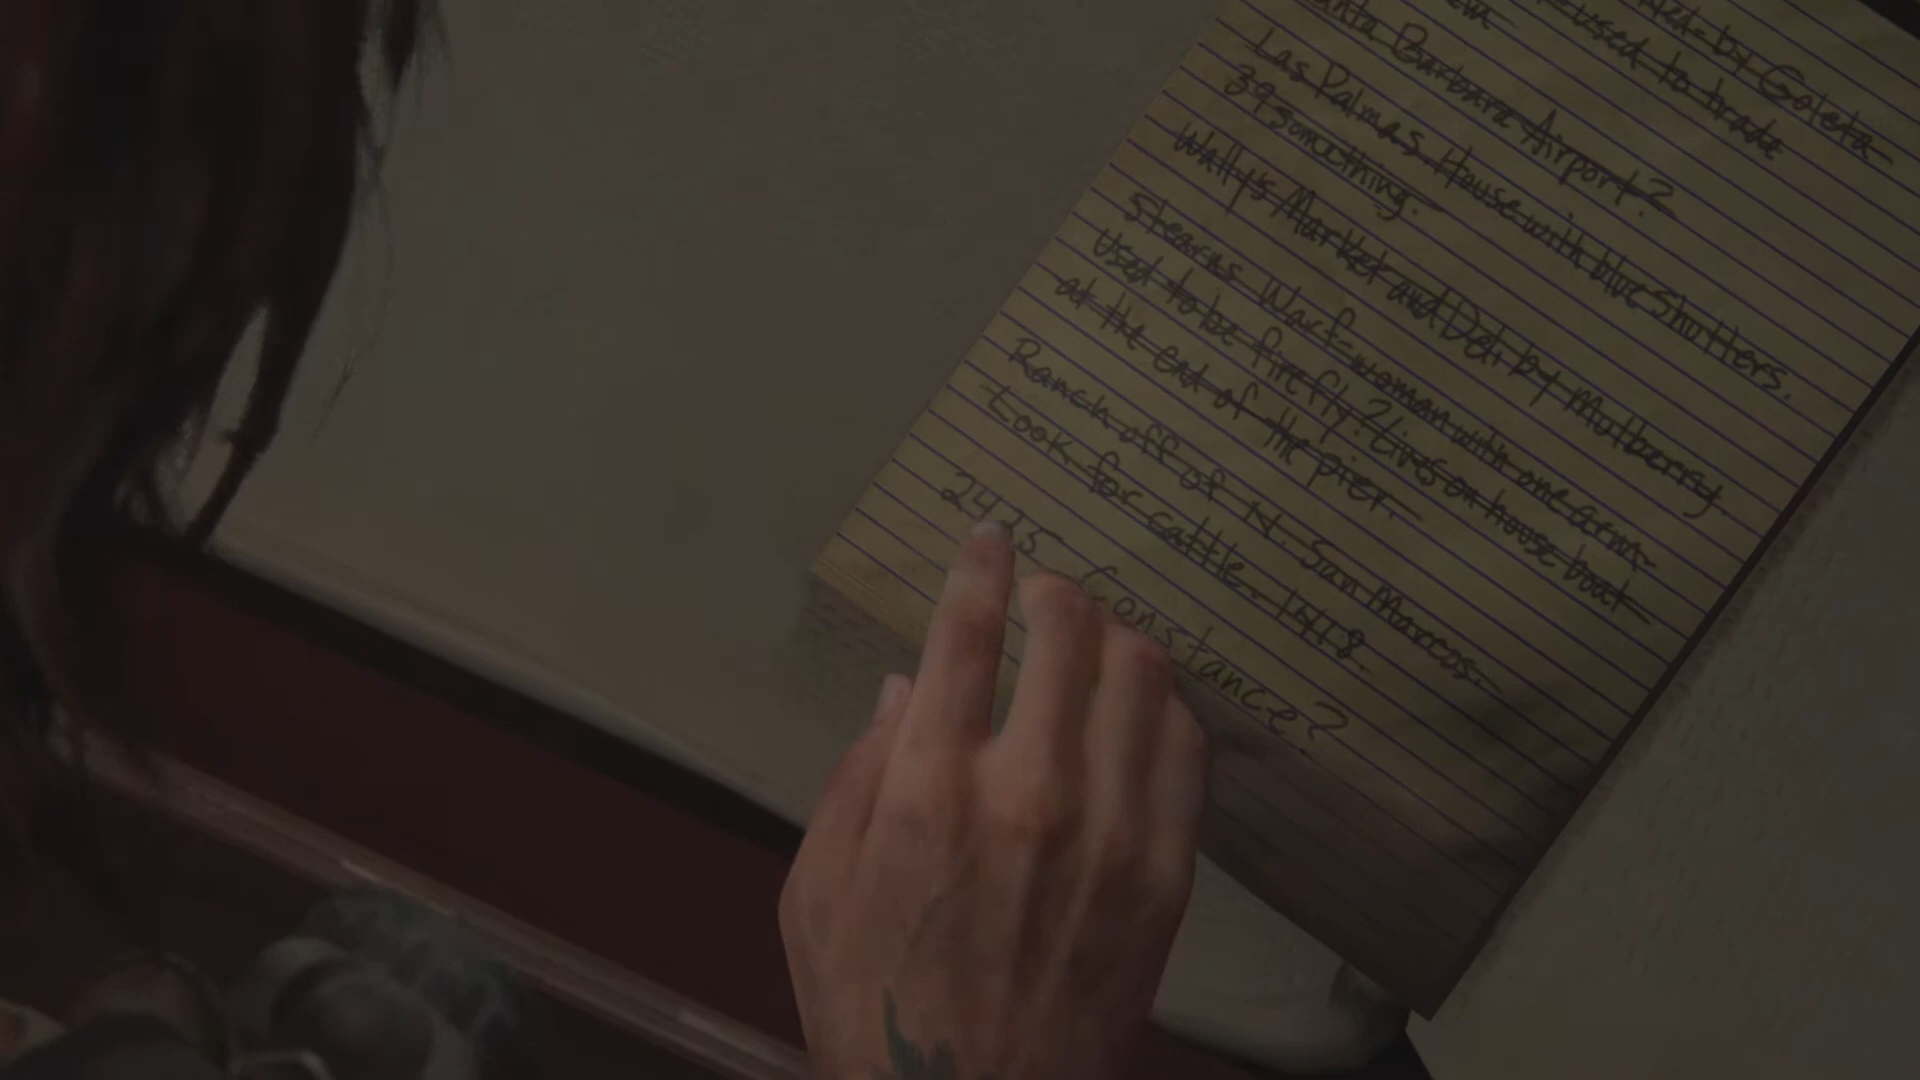 by Goleta
used to trade
Barbara Airport?
Las Palmas. House with blue Shutters.
39 something.
Wally's Market and Deli by Mulberry
Stearns Warf-woman with one arm-
Used to be firefly? Lives on house boat
at the end of the pier.
Ranch off of N. San Marcos.
Look for cattle.
2425 Constance?